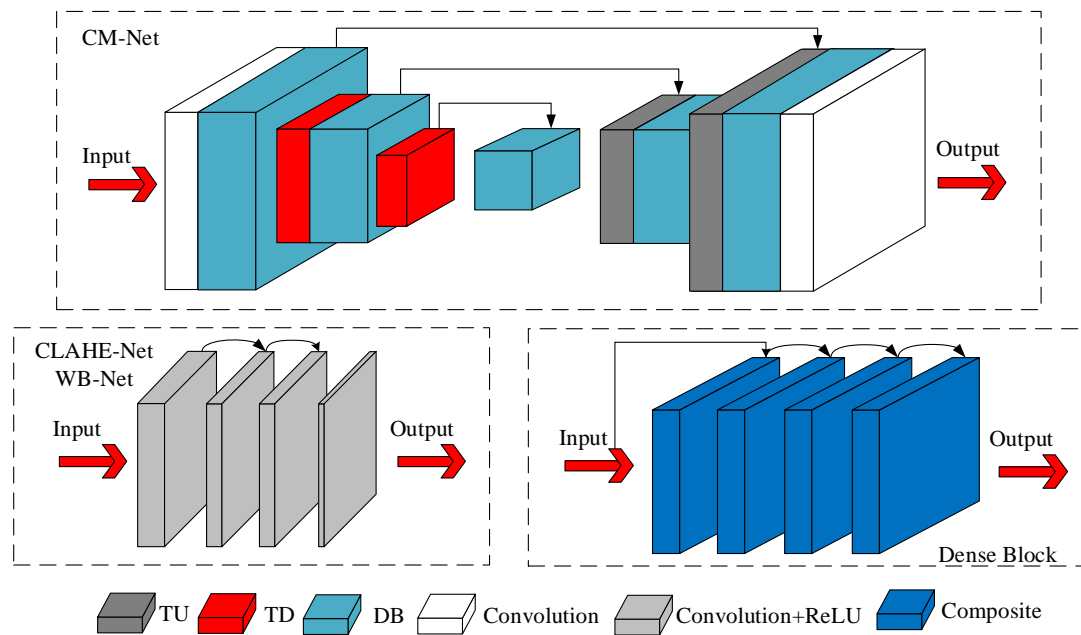 CM-Net
Input
Output
CLAHE-Net
WB-Net
Input
Output
Input
Output
Dense Block
TU
TD
DB
Convolution
Convolution+ReLU
Composite